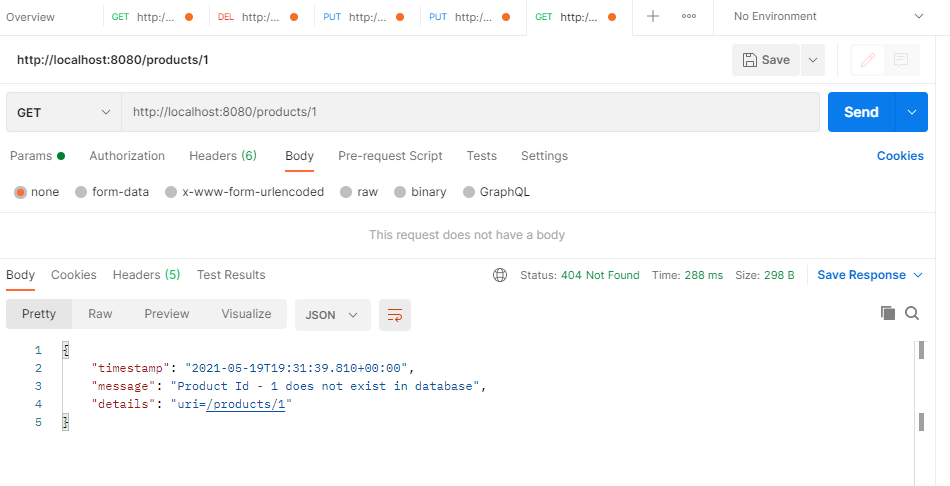 Overview GET http:/... DEL http:/... PUT http:/... PUT http:/... GET http:/... No Environment
http://localhost:8080/products/1 Save
GET http://localhost:8080/products/1 Send
Params Authorization Headers (6) Body Pre-request Script Tests Settings Cookies
none form-data x-www-form-urlencoded raw binary GraphQL
This request does not have a body
Body Cookies Headers (5) Test Results Status: 404 Not Found Time: 288 ms Size: 298 B Save Response
Pretty Raw Preview Visualize JSON
1 {
2 "timestamp": "2021-05-19T19:31:39.810+00:00",
3 "message": "Product Id - 1 does not exist in database",
4 "details": "uri=/products/1"
5 }